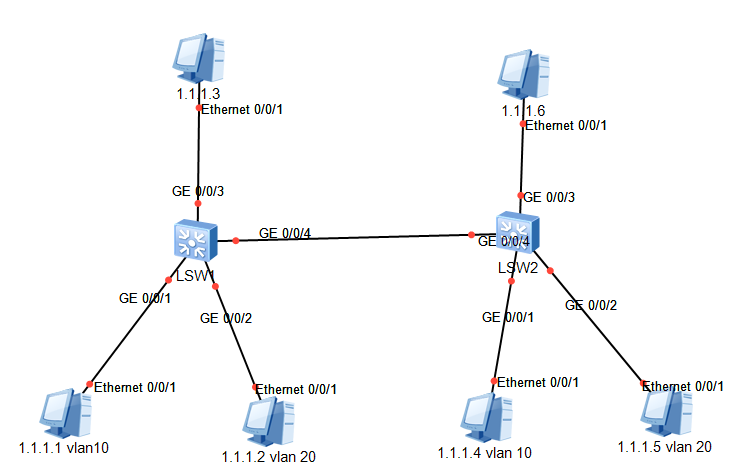 1.1.1.3
Ethernet 0/0/1
1.1.1.6
Ethernet 0/0/1
GE 0/0/3
GE 0/0/3
GE 0/0/4
GE 0/0/4
LSW1
LSW2
GE 0/0/1
GE 0/0/2
GE 0/0/1
GE 0/0/2
Ethernet 0/0/1
Ethernet 0/0/1
Ethernet 0/0/1
Ethernet 0/0/1
1.1.1.1 vlan10
1.1.1.2 vlan 20
1.1.1.4 vlan 10
1.1.1.5 vlan 20